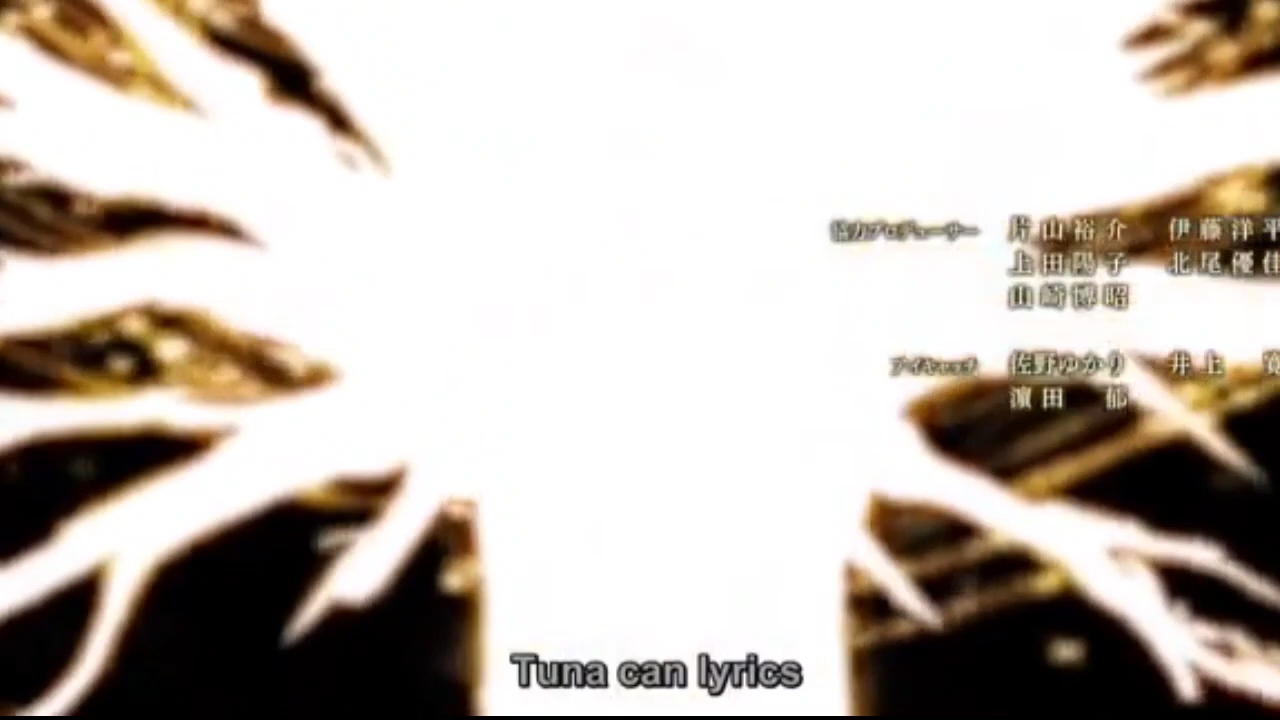 協力プロデューサー 片山裕介 伊藤洋平
上田陽子 北尾優佳
山崎博昭
アイキャッチ 佐野ゆかり 井上 寛
濵田 郁
Tuna can lyrics